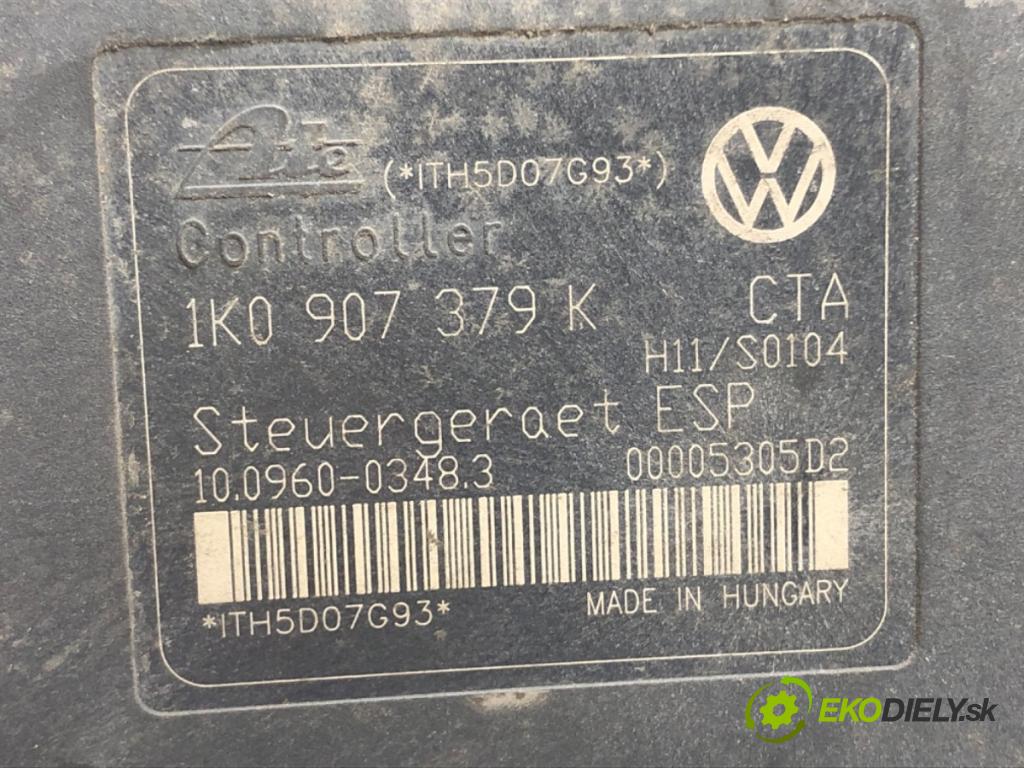 Ate (*ITH5D07G93*)
Controller
1K0 907 379 K CTA
H11/S0104
Steuergeraet ESP
10.0960-0348.3 00005305D2
*ITH5D07G93* MADE IN HUNGARY
EKODIELY.sk